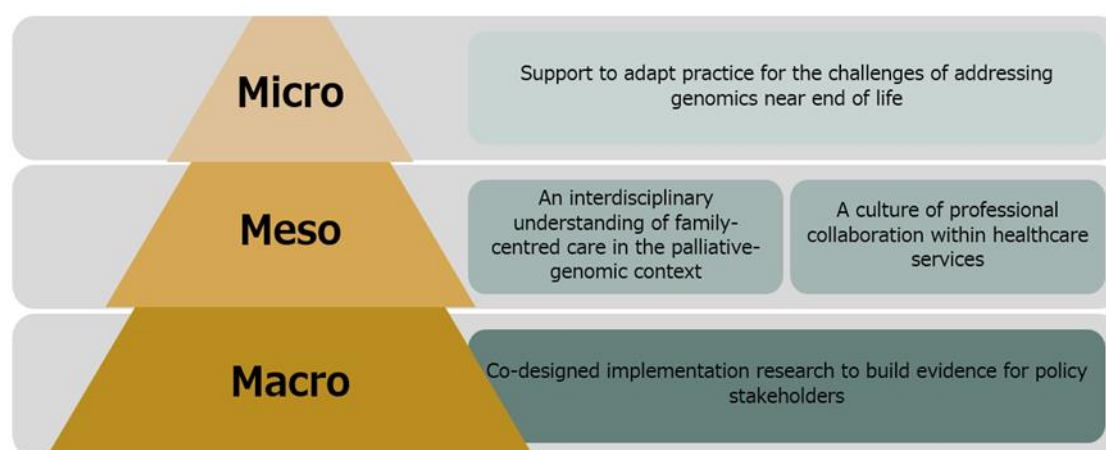 Micro
Support to adapt practice for the challenges of addressing
genomics near end of life
Meso
An interdisciplinary
understanding of family-
centred care in the palliative-
genomic context
A culture of professional
collaboration within healthcare
services
Macro
Co-designed implementation research to build evidence for policy
stakeholders